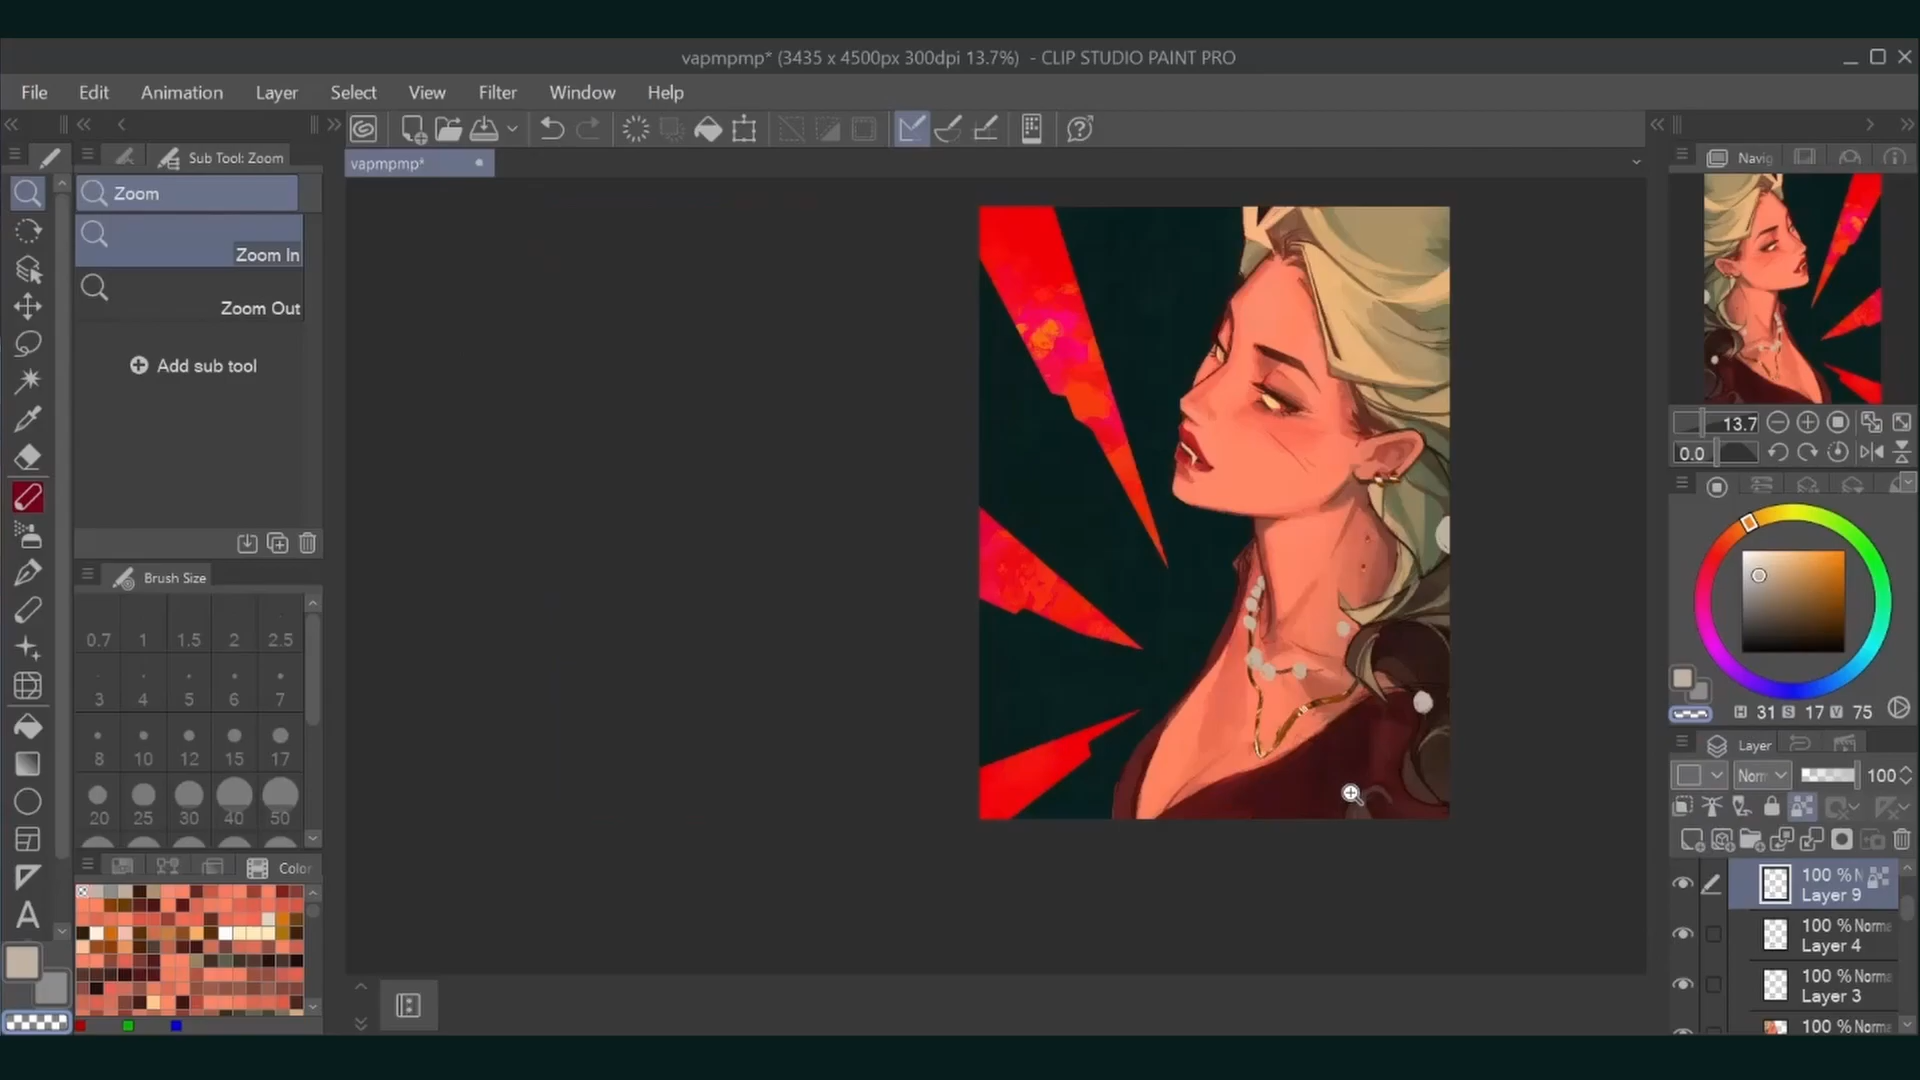 vapmpmp* (3435 x 4500px 300dpi 13.7%) - CLIP STUDIO PAINT PRO
File Edit Animation Layer Select View Filter Window Help
Sub Tool: Zoom
vapmpmp*
Navig
Zoom
Zoom In
Zoom Out
Add sub tool
13.7
0.0
Brush Size
0.7 1 1.5 2 2.5
3 4 5 6 7
8 10 12 15 17
20 25 30 40 50
H 31 S 17 V 75
Layer
Norr 100
Color
100 % N
Layer 9
100 % Norma
Layer 4
100 % Norma
Layer 3
100 % Norma
A